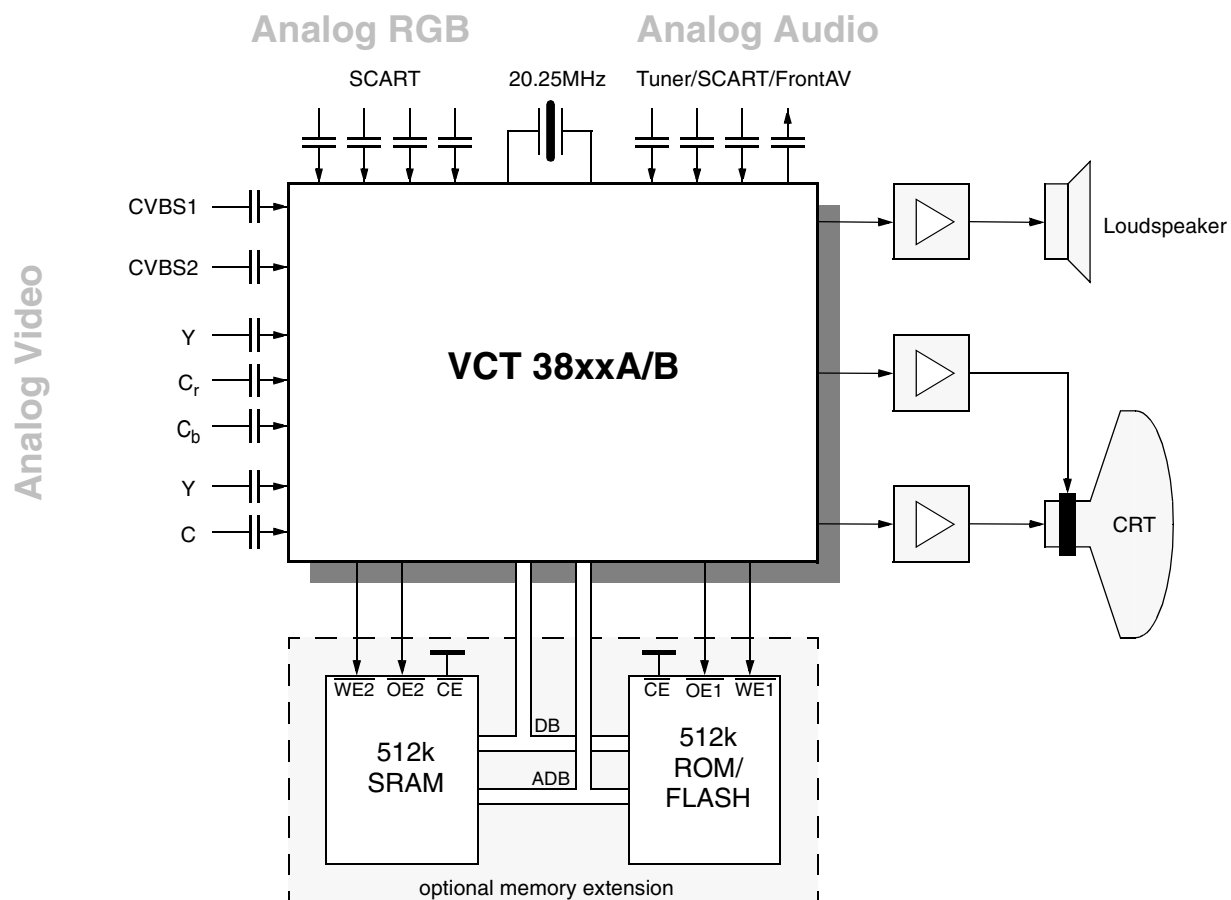 Analog RGB
Analog Audio
SCART
20.25MHz
Tuner/SCART/FrontAV
Analog Video
CVBS1
CVBS2
Y
Cr
Cb
Y
C
VCT 38xxA/B
Loudspeaker
CRT
WE2 OE2 CE
CE OE1 WE1
512k
SRAM
DB
ADB
512k
ROM/
FLASH
optional memory extension